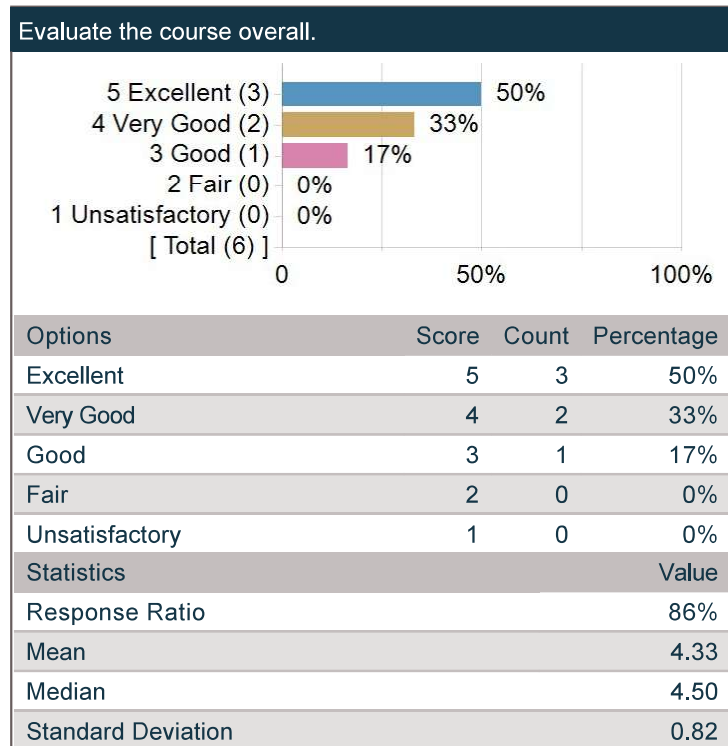 Evaluate the course overall.
5 Excellent (3) 50%
4 Very Good (2) 33%
3 Good (1) 17%
2 Fair (0) 0%
1 Unsatisfactory (0) 0%
[ Total (6) ]
0 50% 100%
Options Score Count Percentage
Excellent 5 3 50%
Very Good 4 2 33%
Good 3 1 17%
Fair 2 0 0%
Unsatisfactory 1 0 0%
Statistics Value
Response Ratio 86%
Mean 4.33
Median 4.50
Standard Deviation 0.82